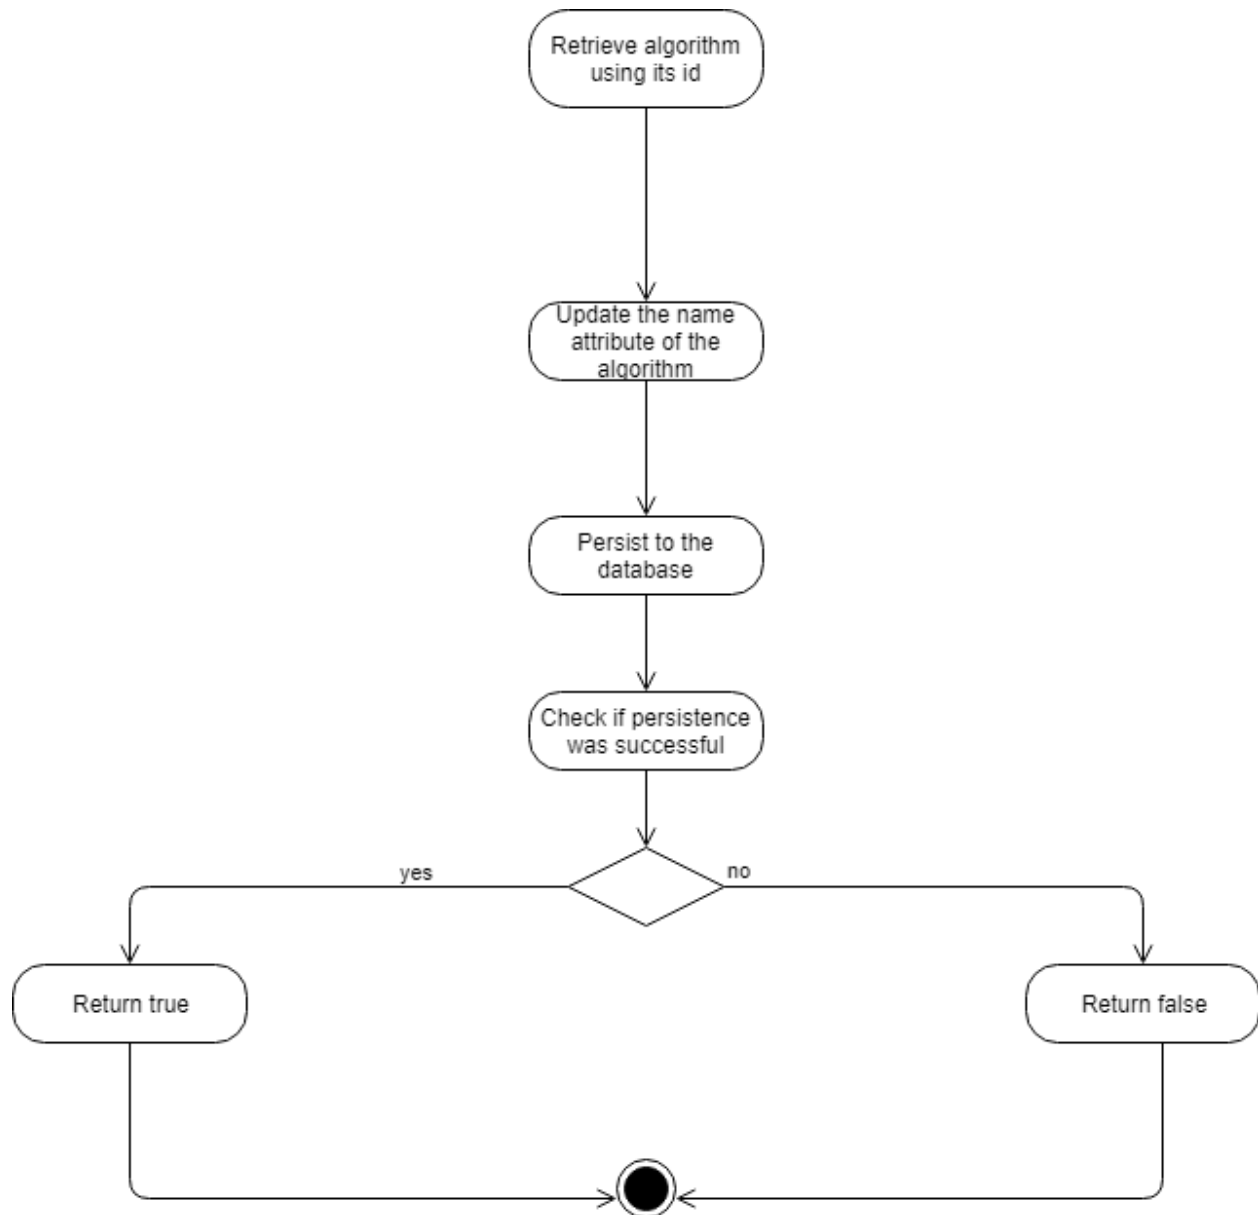 Retrieve algorithm
using its id
Update the name
attribute of the
algorithm
Persist to the
database
Check if persistence
was successful
yes
no
Return true
Return false